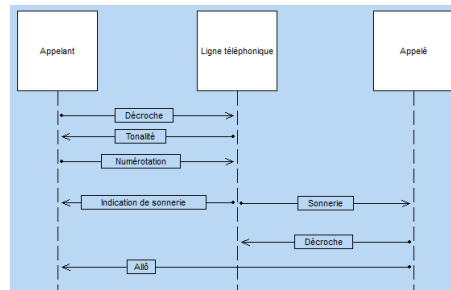 Appelant
Ligne téléphonique
Appelé
Décroche
Tonalité
Numérotation
Indication de sonnerie
Sonnerie
Décroche
Allô